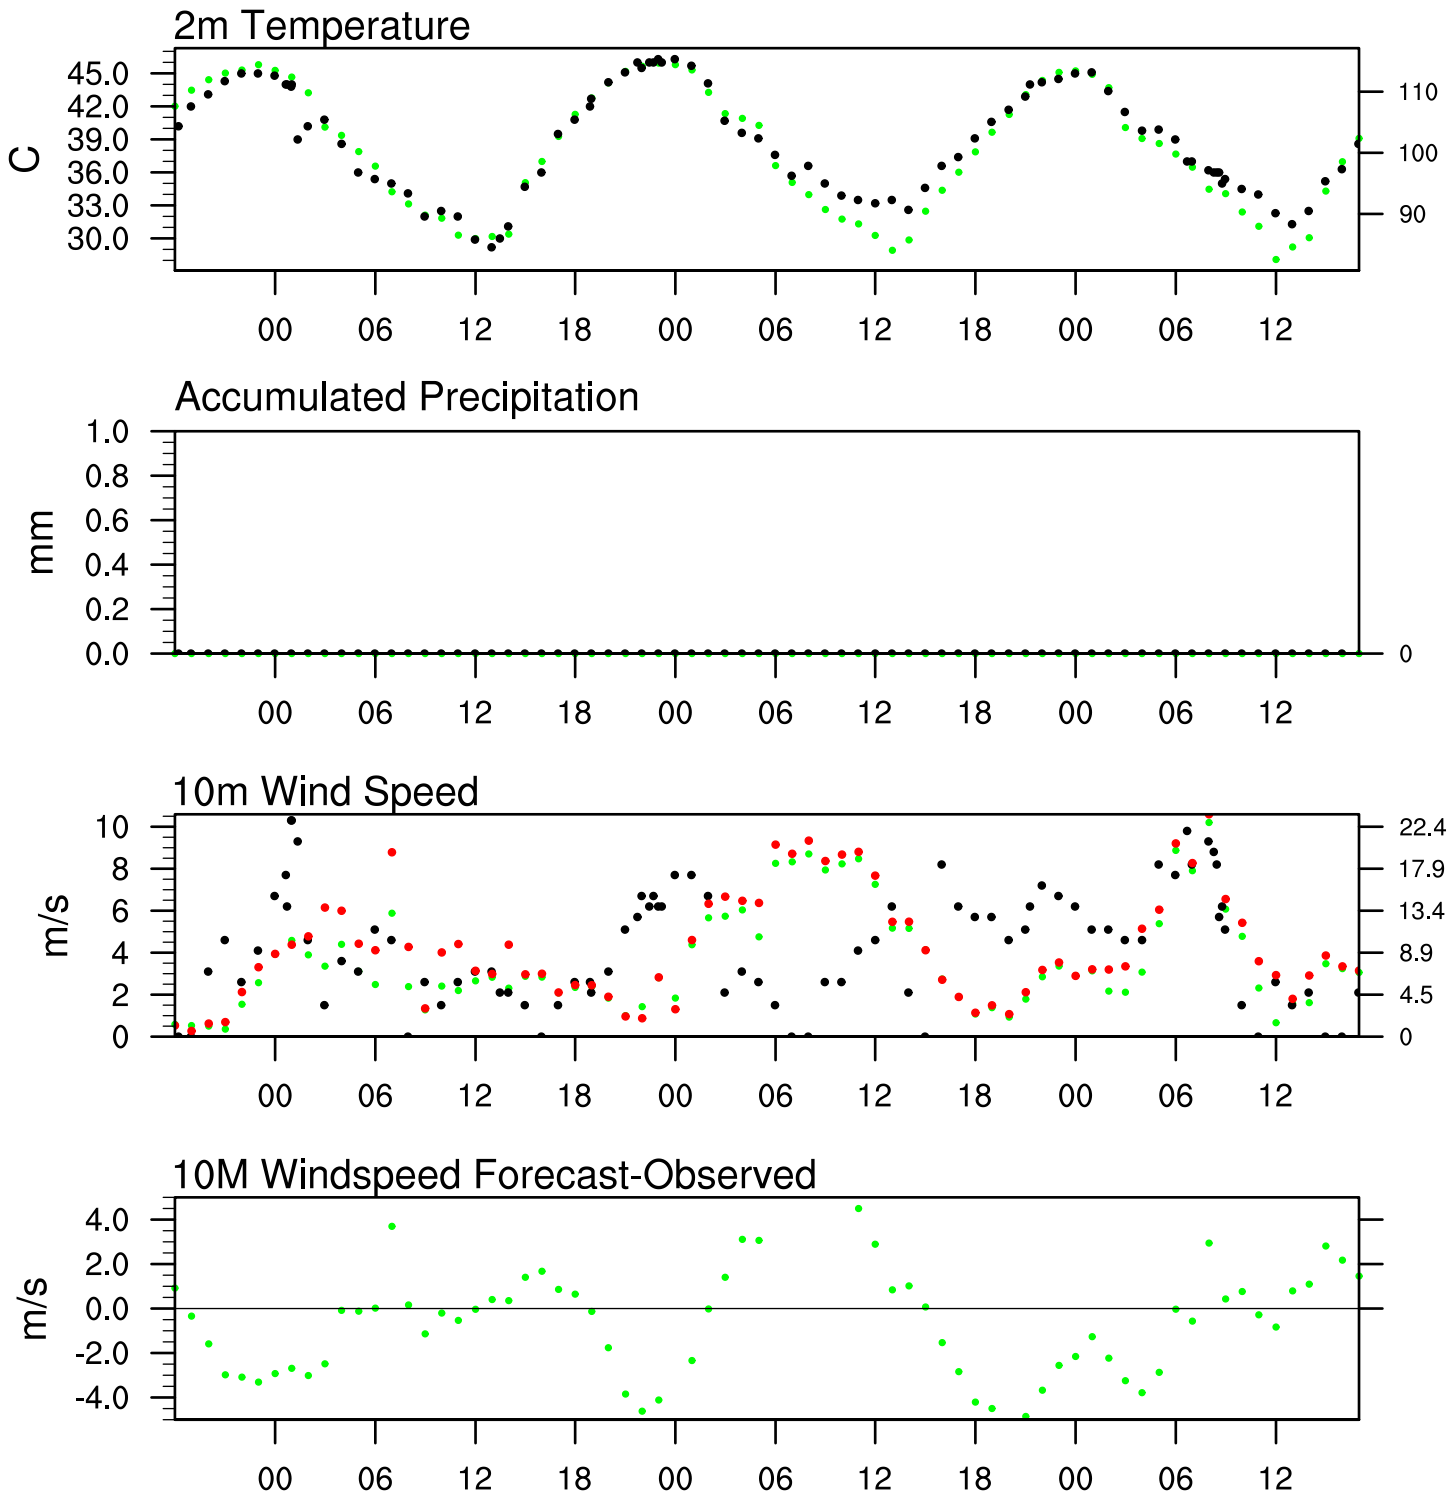 2m Temperature
C
45.0
42.0
39.0
36.0
33.0
30.0
110
100
90
00 06 12 18 00 06 12 18 00 06 12
Accumulated Precipitation
mm
1.0
0.8
0.6
0.4
0.2
0.0
0
00 06 12 18 00 06 12 18 00 06 12
10m Wind Speed
m/s
10
8
6
4
2
0
22.4
17.9
13.4
8.9
4.5
0
00 06 12 18 00 06 12 18 00 06 12
10M Windspeed Forecast-Observed
m/s
4.0
2.0
0.0
-2.0
-4.0
00 06 12 18 00 06 12 18 00 06 12